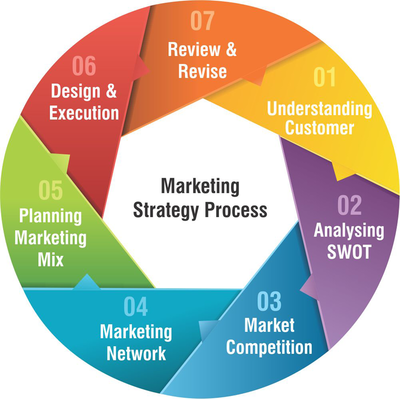 Marketing
Strategy Process
01
Understanding
Customer
02
Analysing
SWOT
03
Market
Competition
04
Marketing
Network
05
Planning
Marketing
Mix
06
Design &
Execution
07
Review &
Revise